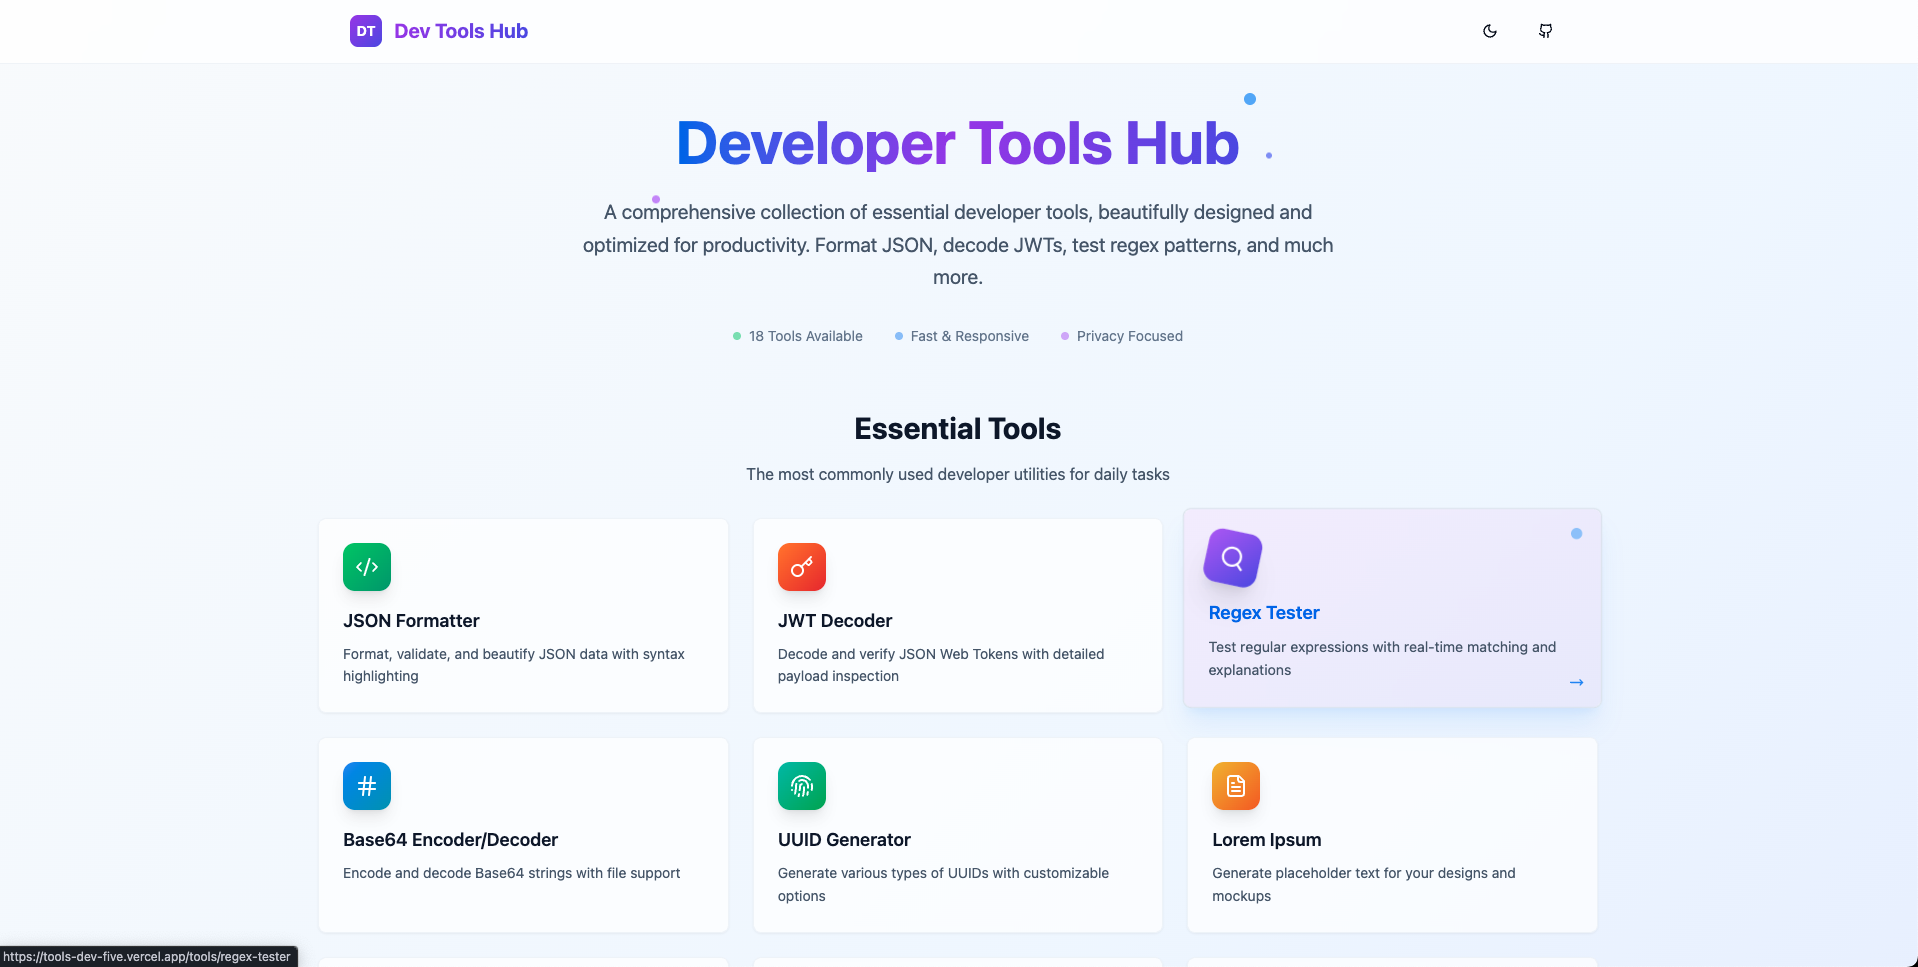 DT Dev Tools Hub
Developer Tools Hub
A comprehensive collection of essential developer tools, beautifully designed and
optimized for productivity. Format JSON, decode JWTs, test regex patterns, and much
more.
18 Tools Available Fast & Responsive Privacy Focused
Essential Tools
The most commonly used developer utilities for daily tasks
JSON Formatter
Format, validate, and beautify JSON data with syntax
highlighting
JWT Decoder
Decode and verify JSON Web Tokens with detailed
payload inspection
Regex Tester
Test regular expressions with real-time matching and
explanations
→
Base64 Encoder/Decoder
Encode and decode Base64 strings with file support
UUID Generator
Generate various types of UUIDs with customizable
options
Lorem Ipsum
Generate placeholder text for your designs and
mockups
https://tools-dev-five.vercel.app/tools/regex-tester